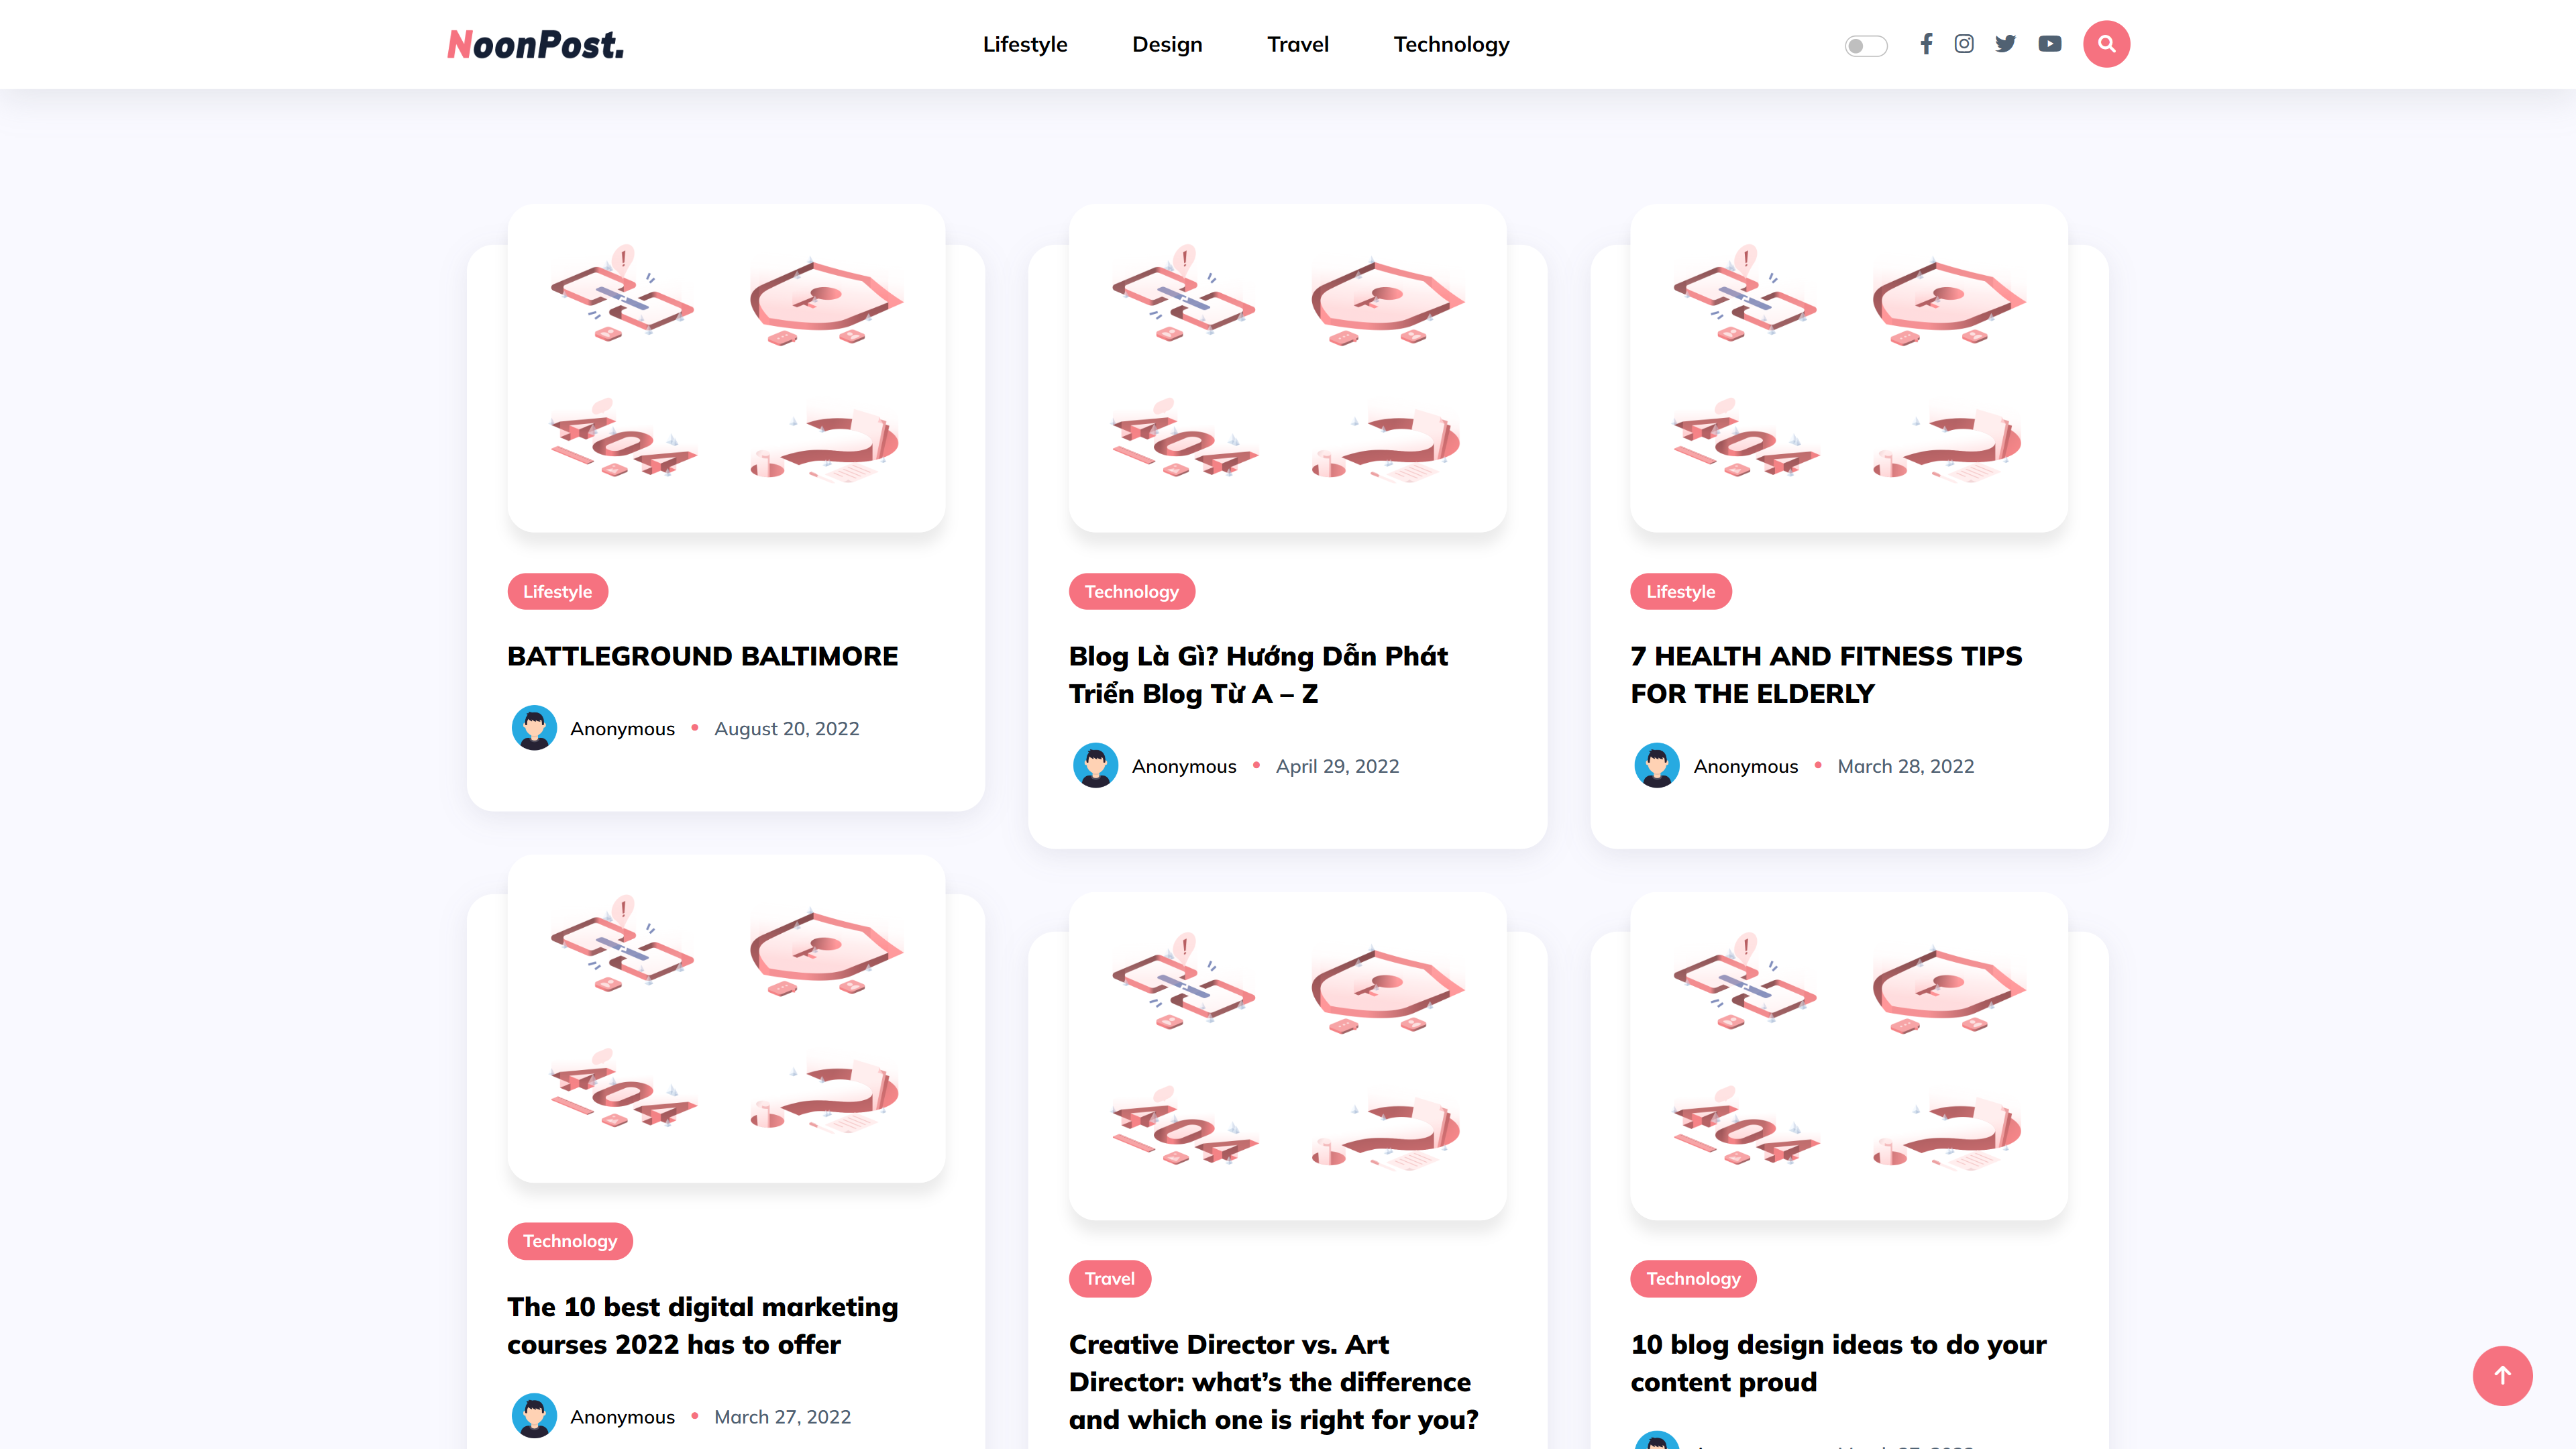 NoonPost.
Lifestyle Design Travel Technology
Lifestyle
BATTLEGROUND BALTIMORE
Anonymous • August 20, 2022
Technology
Blog Là Gì? Hướng Dẫn Phát
Triển Blog Từ A – Z
Anonymous • April 29, 2022
Lifestyle
7 HEALTH AND FITNESS TIPS
FOR THE ELDERLY
Anonymous • March 28, 2022
Technology
The 10 best digital marketing
courses 2022 has to offer
Anonymous • March 27, 2022
Travel
Creative Director vs. Art
Director: what’s the difference
and which one is right for you?
Technology
10 blog design ideas to do your
content proud